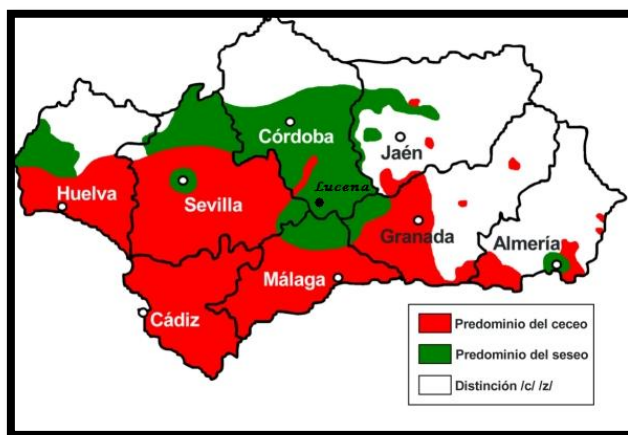 Córdoba
Jaén
Lucena
Huelva
Sevilla
Granada
Almería
Málaga
Cádiz
Predominio del ceceo
Predominio del seseo
Distinción /c/ /z/